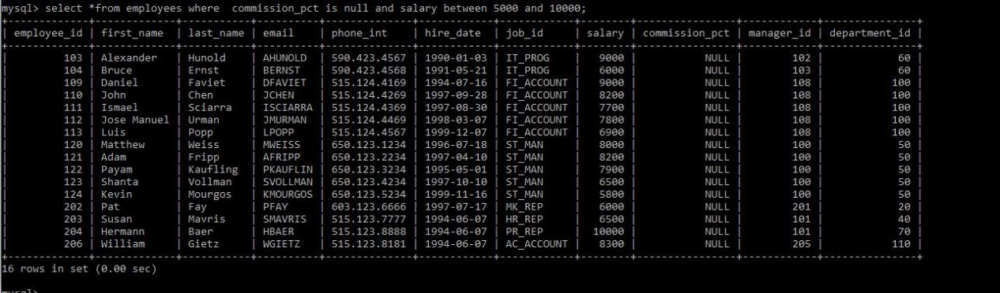 mysql> select *from employees where  commission_pct is null and salary between 5000 and 10000;
+-------------+-------------+-----------+----------+--------------+------------+------------+--------+----------------+------------+---------------+
| employee_id | first_name  | last_name | email    | phone_int    | hire_date  | job_id     | salary | commission_pct | manager_id | department_id |
+-------------+-------------+-----------+----------+--------------+------------+------------+--------+----------------+------------+---------------+
|         103 | Alexander   | Hunold    | AHUNOLD  | 590.423.4567 | 1990-01-03 | IT_PROG    |   9000 |           NULL |        102 |            60 |
|         104 | Bruce       | Ernst     | BERNST   | 590.423.4568 | 1991-05-21 | IT_PROG    |   6000 |           NULL |        103 |            60 |
|         109 | Daniel      | Faviet    | DFAVIET  | 515.124.4169 | 1994-07-16 | FI_ACCOUNT |   9000 |           NULL |        108 |           100 |
|         110 | John        | Chen      | JCHEN    | 515.124.4269 | 1997-09-28 | FI_ACCOUNT |   8200 |           NULL |        108 |           100 |
|         111 | Ismael      | Sciarra   | ISCIARRA | 515.124.4369 | 1997-08-30 | FI_ACCOUNT |   7700 |           NULL |        108 |           100 |
|         112 | Jose Manuel | Urman     | JMURMAN  | 515.124.4469 | 1998-03-07 | FI_ACCOUNT |   7800 |           NULL |        108 |           100 |
|         113 | Luis        | Popp      | LPOPP    | 515.124.4567 | 1999-12-07 | FI_ACCOUNT |   6900 |           NULL |        108 |           100 |
|         120 | Matthew     | Weiss     | MWEISS   | 650.123.1234 | 1996-07-18 | ST_MAN     |   8000 |           NULL |        100 |            50 |
|         121 | Adam        | Fripp     | AFRIPP   | 650.123.2234 | 1997-04-10 | ST_MAN     |   8200 |           NULL |        100 |            50 |
|         122 | Payam       | Kaufling  | PKAUFLIN | 650.123.3234 | 1995-05-01 | ST_MAN     |   7900 |           NULL |        100 |            50 |
|         123 | Shanta      | Vollman   | SVOLLMAN | 650.123.4234 | 1997-10-10 | ST_MAN     |   6500 |           NULL |        100 |            50 |
|         124 | Kevin       | Mourgos   | KMOURGOS | 650.123.5234 | 1999-11-16 | ST_MAN     |   5800 |           NULL |        100 |            50 |
|         202 | Pat         | Fay       | PFAY     | 603.123.6666 | 1997-07-17 | MK_REP     |   6000 |           NULL |        201 |            20 |
|         203 | Susan       | Mavris    | SMAVRIS  | 515.123.7777 | 1994-06-07 | HR_REP     |   6500 |           NULL |        101 |            40 |
|         204 | Hermann     | Baer      | HBAER    | 515.123.8888 | 1994-06-07 | PR_REP     |  10000 |           NULL |        101 |            70 |
|         206 | William     | Gietz     | WGIETZ   | 515.123.8181 | 1994-06-07 | AC_ACCOUNT |   8300 |           NULL |        205 |           110 |
+-------------+-------------+-----------+----------+--------------+------------+------------+--------+----------------+------------+---------------+
16 rows in set (0.00 sec)
mysql>